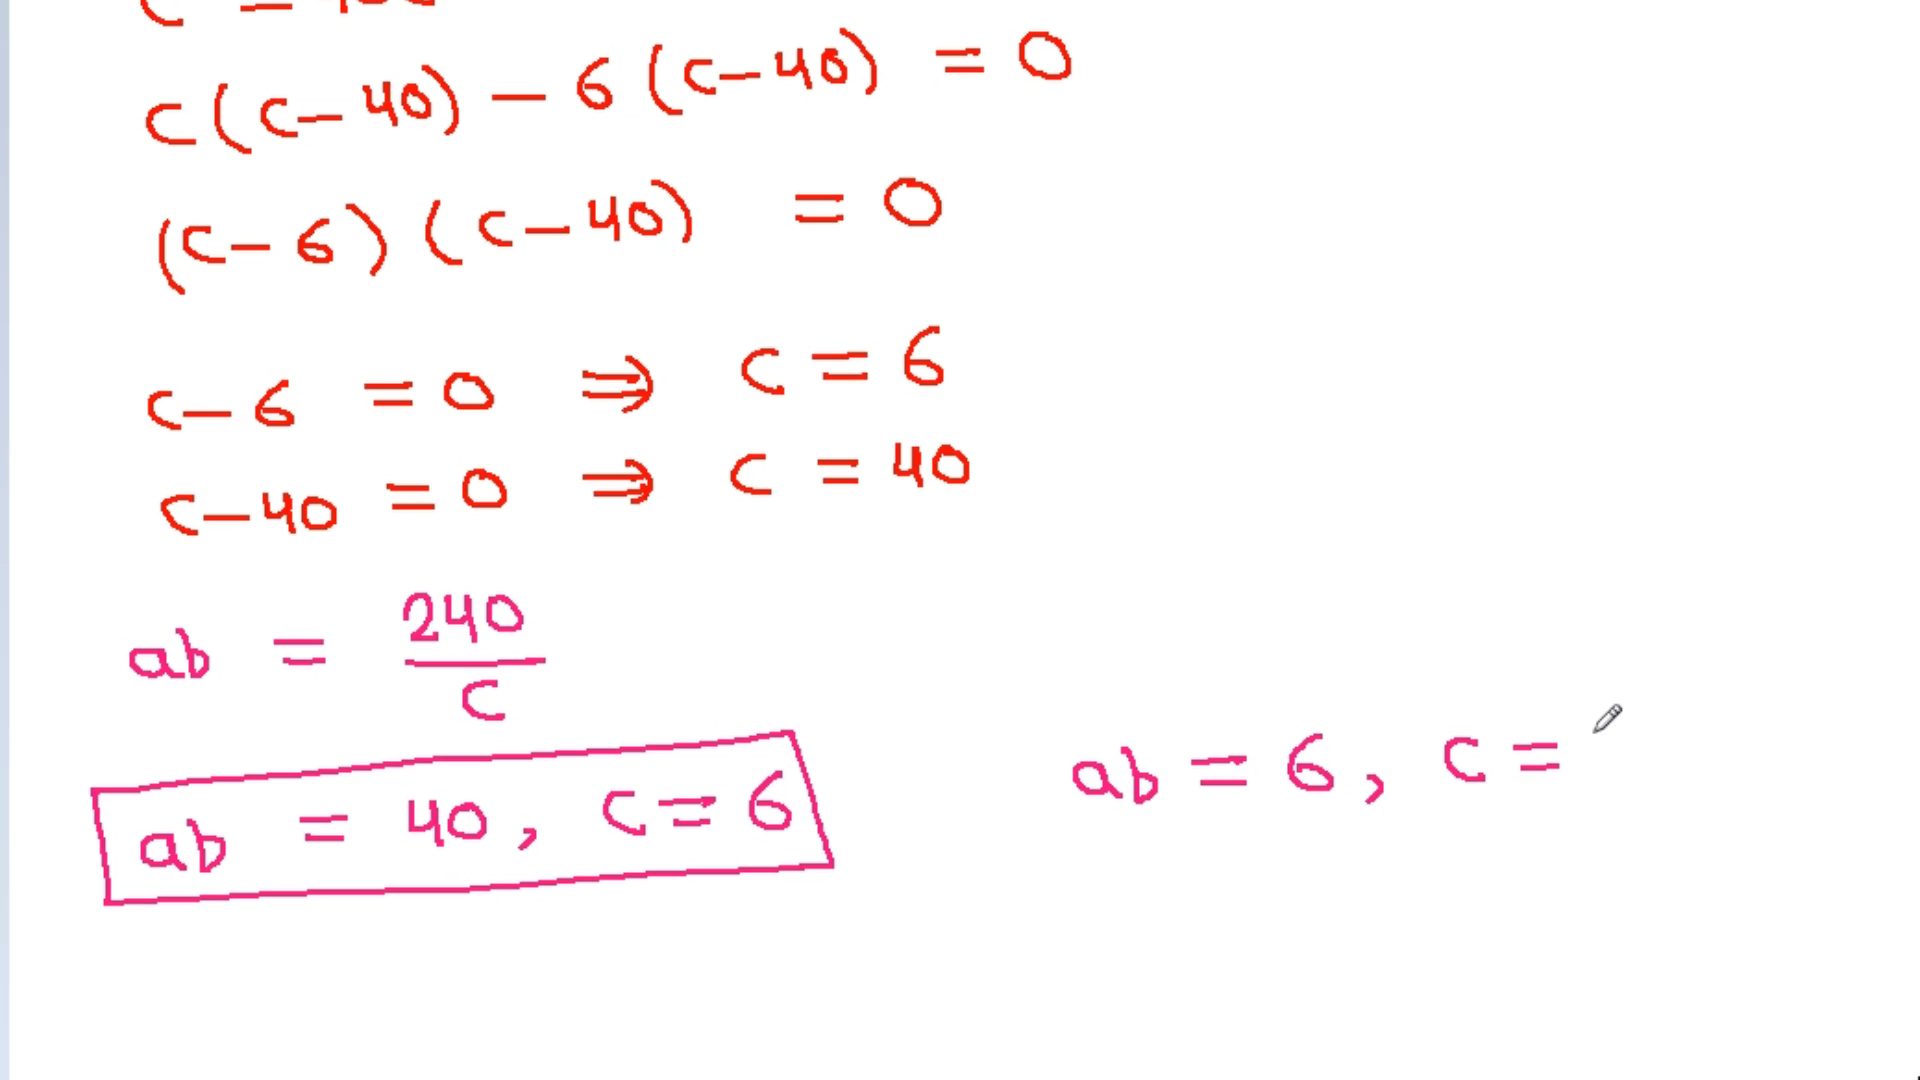 c(c-40) - 6(c-40) = 0
(c-6)(c-40) = 0
c-6 = 0 ⇒ c = 6
c-40 = 0 ⇒ c = 40
ab = 240/c
ab = 40, c = 6
ab = 6, c =